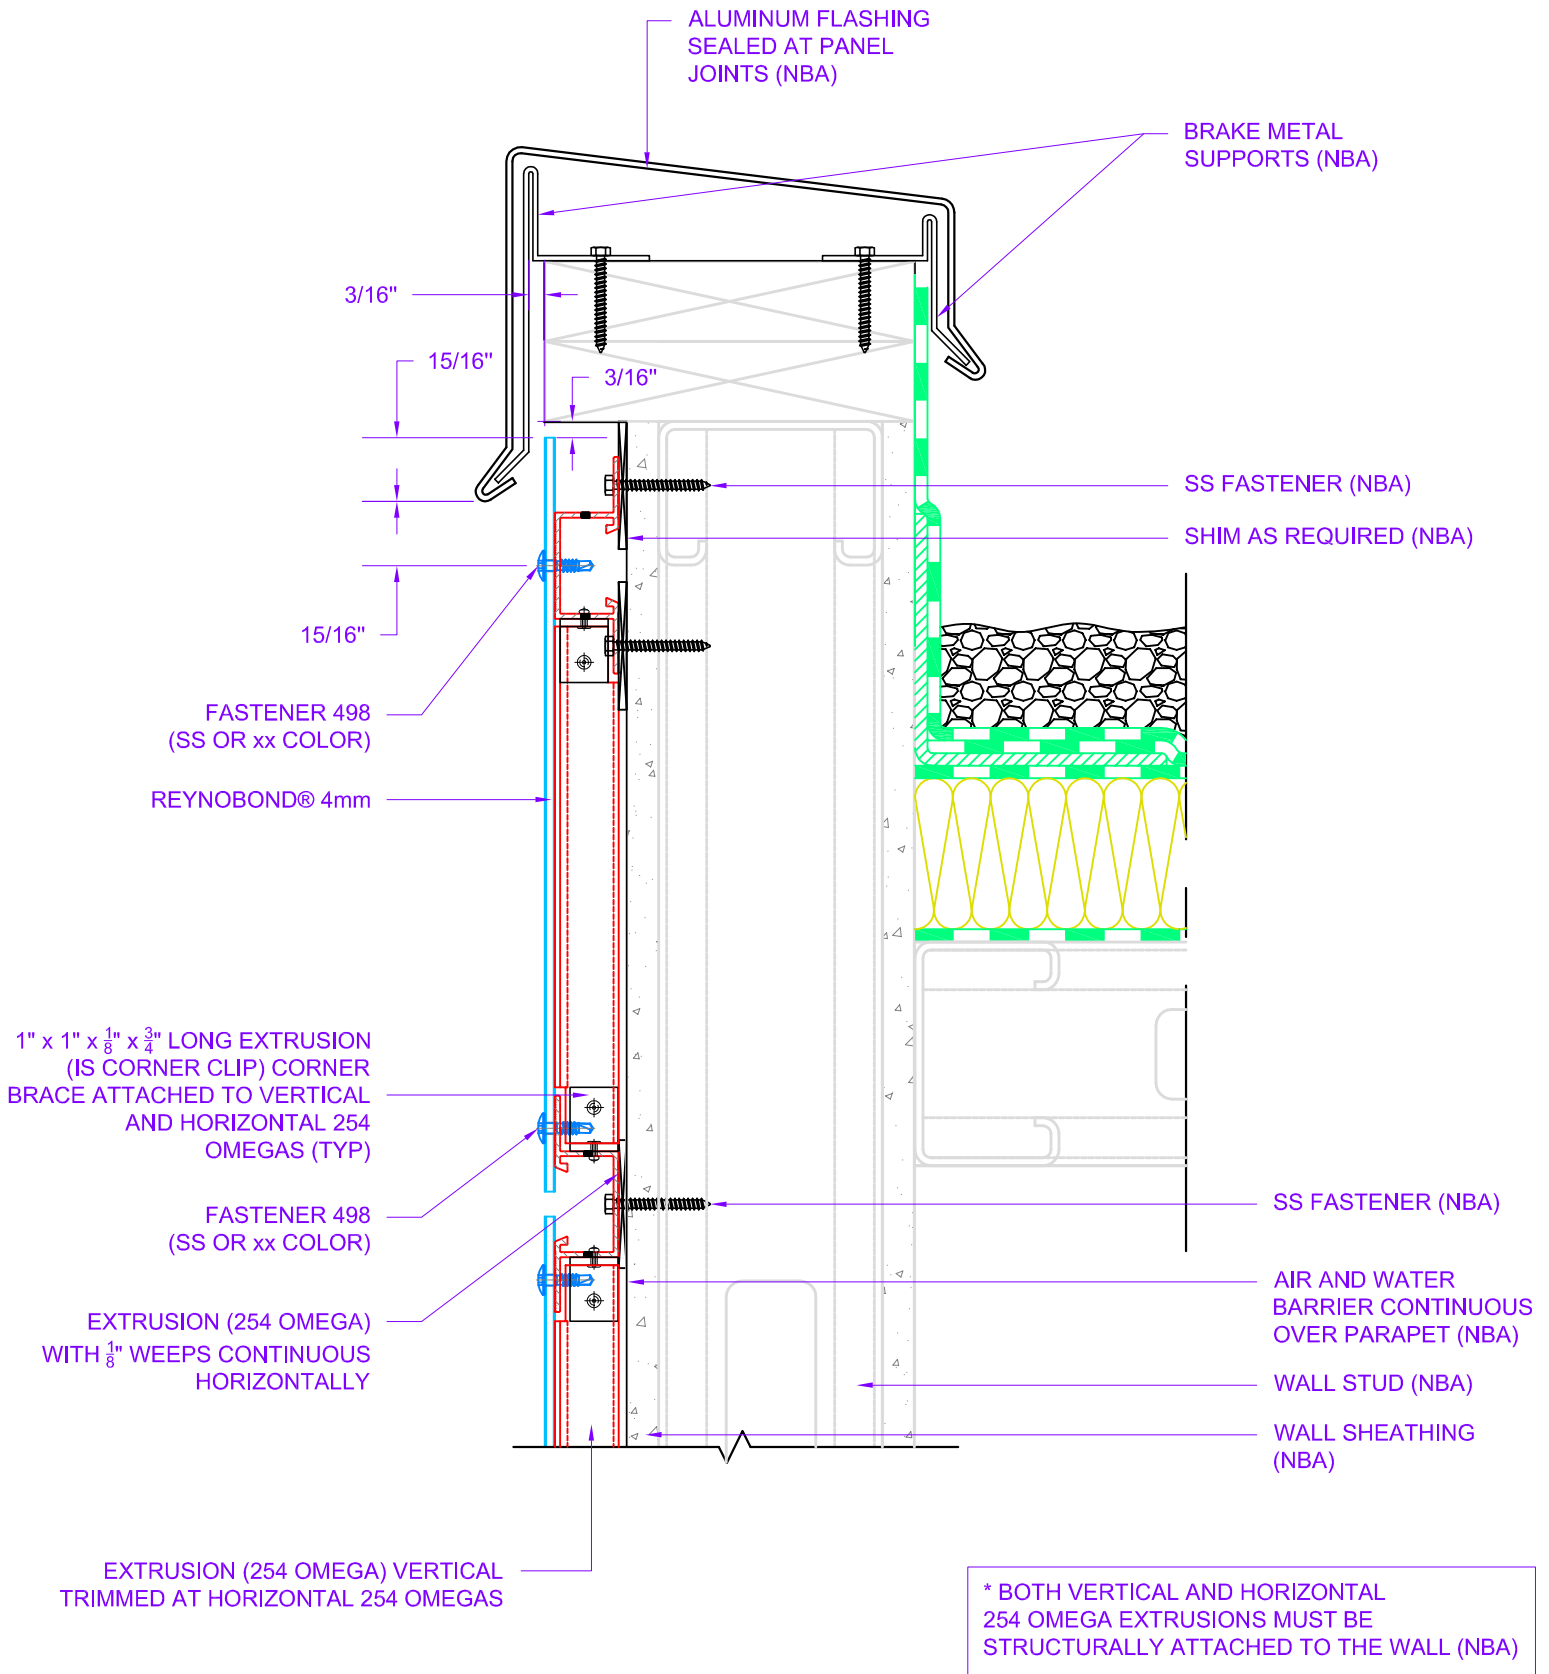 ALUMINUM FLASHING
SEALED AT PANEL
JOINTS (NBA)
BRAKE METAL
SUPPORTS (NBA)
3/16"
15/16"
3/16"
SS FASTENER (NBA)
SHIM AS REQUIRED (NBA)
15/16"
FASTENER 498
(SS OR xx COLOR)
REYNOBOND® 4mm
1" x 1" x 1/8" x 3/4" LONG EXTRUSION
(IS CORNER CLIP) CORNER
BRACE ATTACHED TO VERTICAL
AND HORIZONTAL 254
OMEGAS (TYP)
FASTENER 498
(SS OR xx COLOR)
SS FASTENER (NBA)
AIR AND WATER
BARRIER CONTINUOUS
OVER PARAPET (NBA)
EXTRUSION (254 OMEGA)
WITH 1/8" WEEPS CONTINUOUS
HORIZONTALLY
WALL STUD (NBA)
WALL SHEATHING
(NBA)
EXTRUSION (254 OMEGA) VERTICAL
TRIMMED AT HORIZONTAL 254 OMEGAS
* BOTH VERTICAL AND HORIZONTAL
254 OMEGA EXTRUSIONS MUST BE
STRUCTURALLY ATTACHED TO THE WALL (NBA)